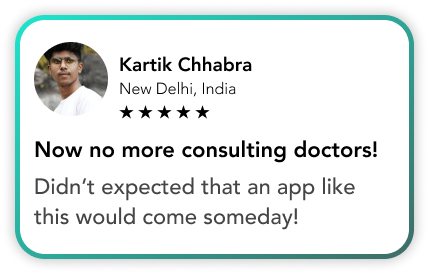 Kartik Chhabra
New Delhi, India
★★★★★
Now no more consulting doctors!
Didn’t expected that an app like
this would come someday!